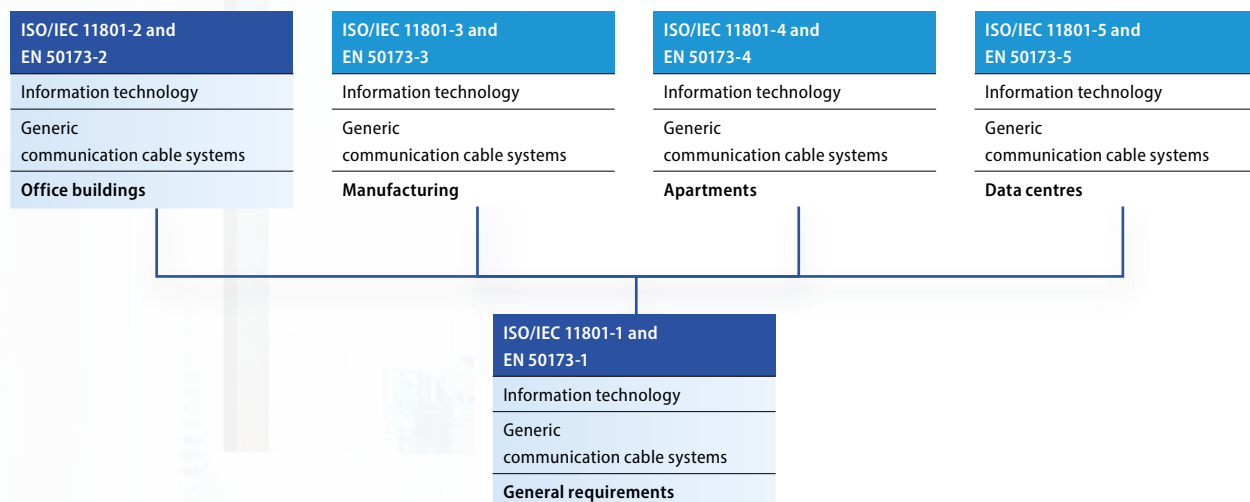 ISO/IEC 11801-2 and
EN 50173-2
Information technology
Generic
communication cable systems
Office buildings
ISO/IEC 11801-3 and
EN 50173-3
Information technology
Generic
communication cable systems
Manufacturing
ISO/IEC 11801-4 and
EN 50173-4
Information technology
Generic
communication cable systems
Apartments
ISO/IEC 11801-5 and
EN 50173-5
Information technology
Generic
communication cable systems
Data centres
ISO/IEC 11801-1 and
EN 50173-1
Information technology
Generic
communication cable systems
General requirements